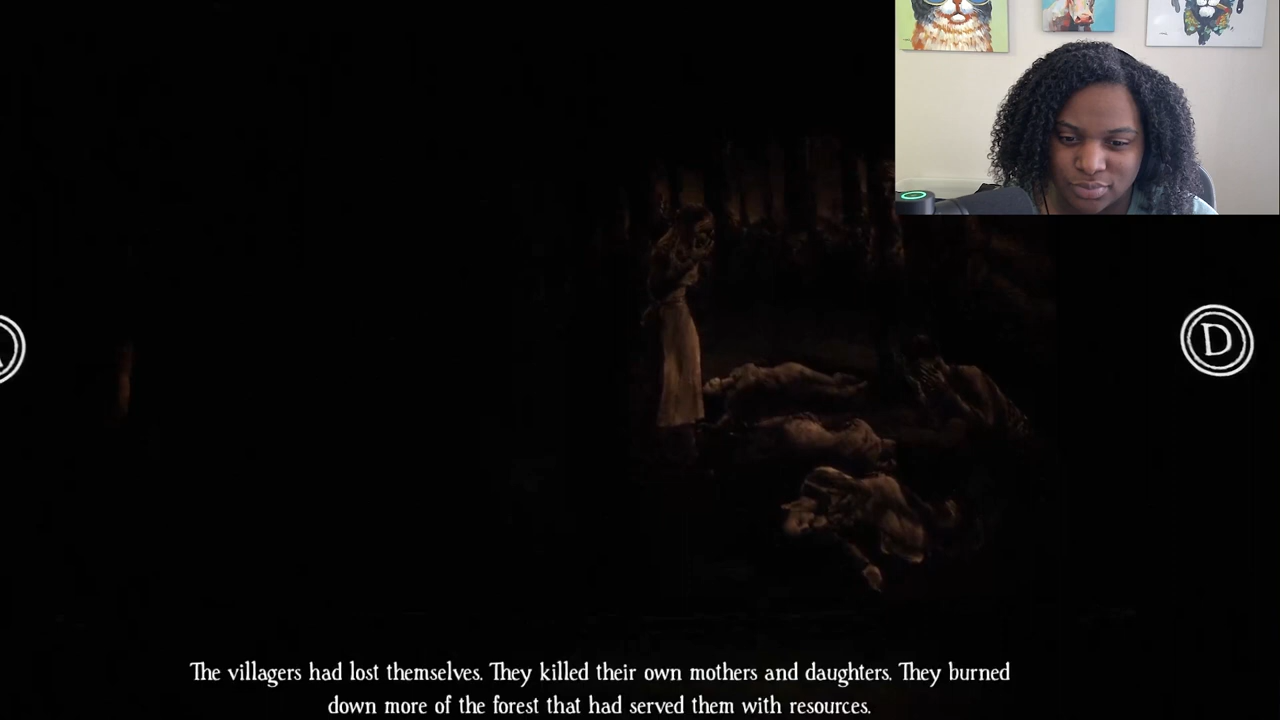 D
The villagers had lost themselves. They killed their own mothers and daughters. They burned
down more of the forest that had served them with resources.